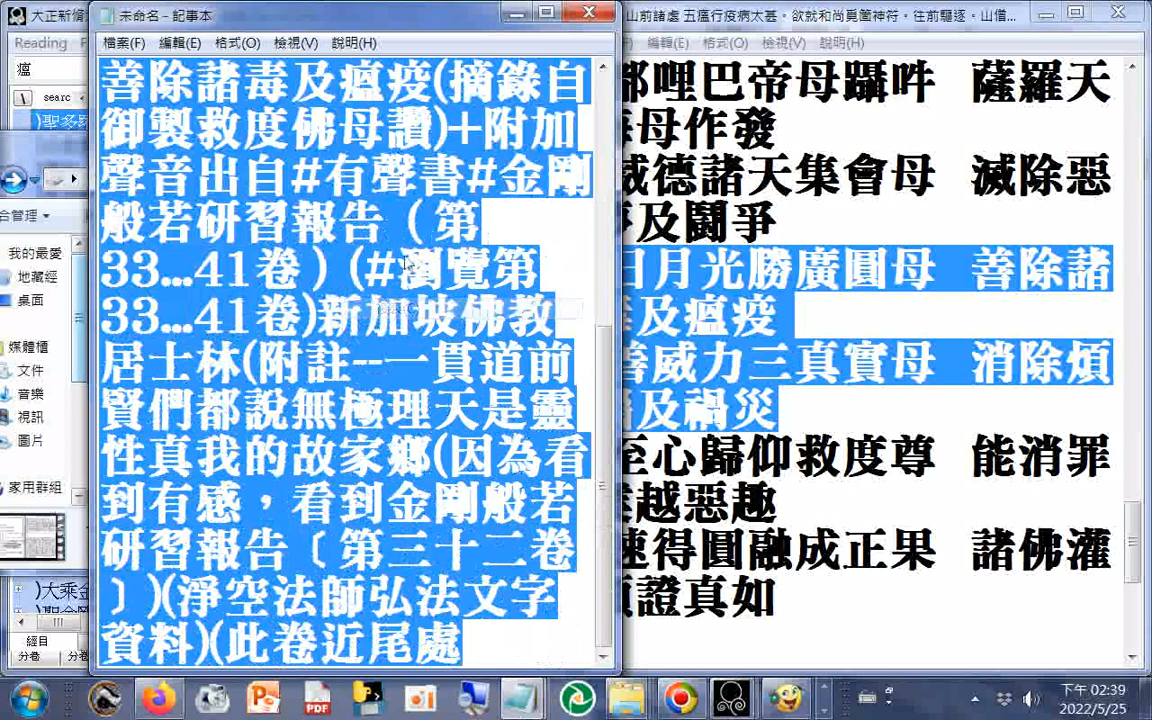 大正新脩
未命名 - 記事本
山前諸處 五瘟行疫病太甚。欲就和尚覓箇神符。往前驅逐。山僧...
Reading
檔案(F) 編輯(E) 格式(O) 檢視(V) 說明(H)
編輯(E) 格式(O) 檢視(V) 說明(H)
瘟
searc
合管理
我的最愛
地藏經
桌面
媒體櫃
文件
音樂
視訊
圖片
家用群組
)大乘金
經目
分卷 分卷
善除諸毒及瘟疫(摘錄自
御製救度佛母讚)+附加
聲音出自#有聲書#金剛
般若研習報告（第
33...41卷）(#瀏覽第
33...41卷)新加坡佛教
居士林(附註--一貫道前
賢們都說無極理天是靈
性真我的故家鄉(因為看
到有感，看到金剛般若
研習報告〔第三十二卷
〕)(淨空法師弘法文字
資料)(此卷近尾處
哩巴帝母躡吽 薩羅天
母作發
威德諸天集會母 滅除惡
及鬪爭
日月光勝廣圓母 善除諸
及瘟疫
善威力三真實母 消除煩
及禍災
至心歸仰救度尊 能消罪
越惡趣
速得圓融成正果 諸佛灌
證真如
下午 02:39
2022/5/25